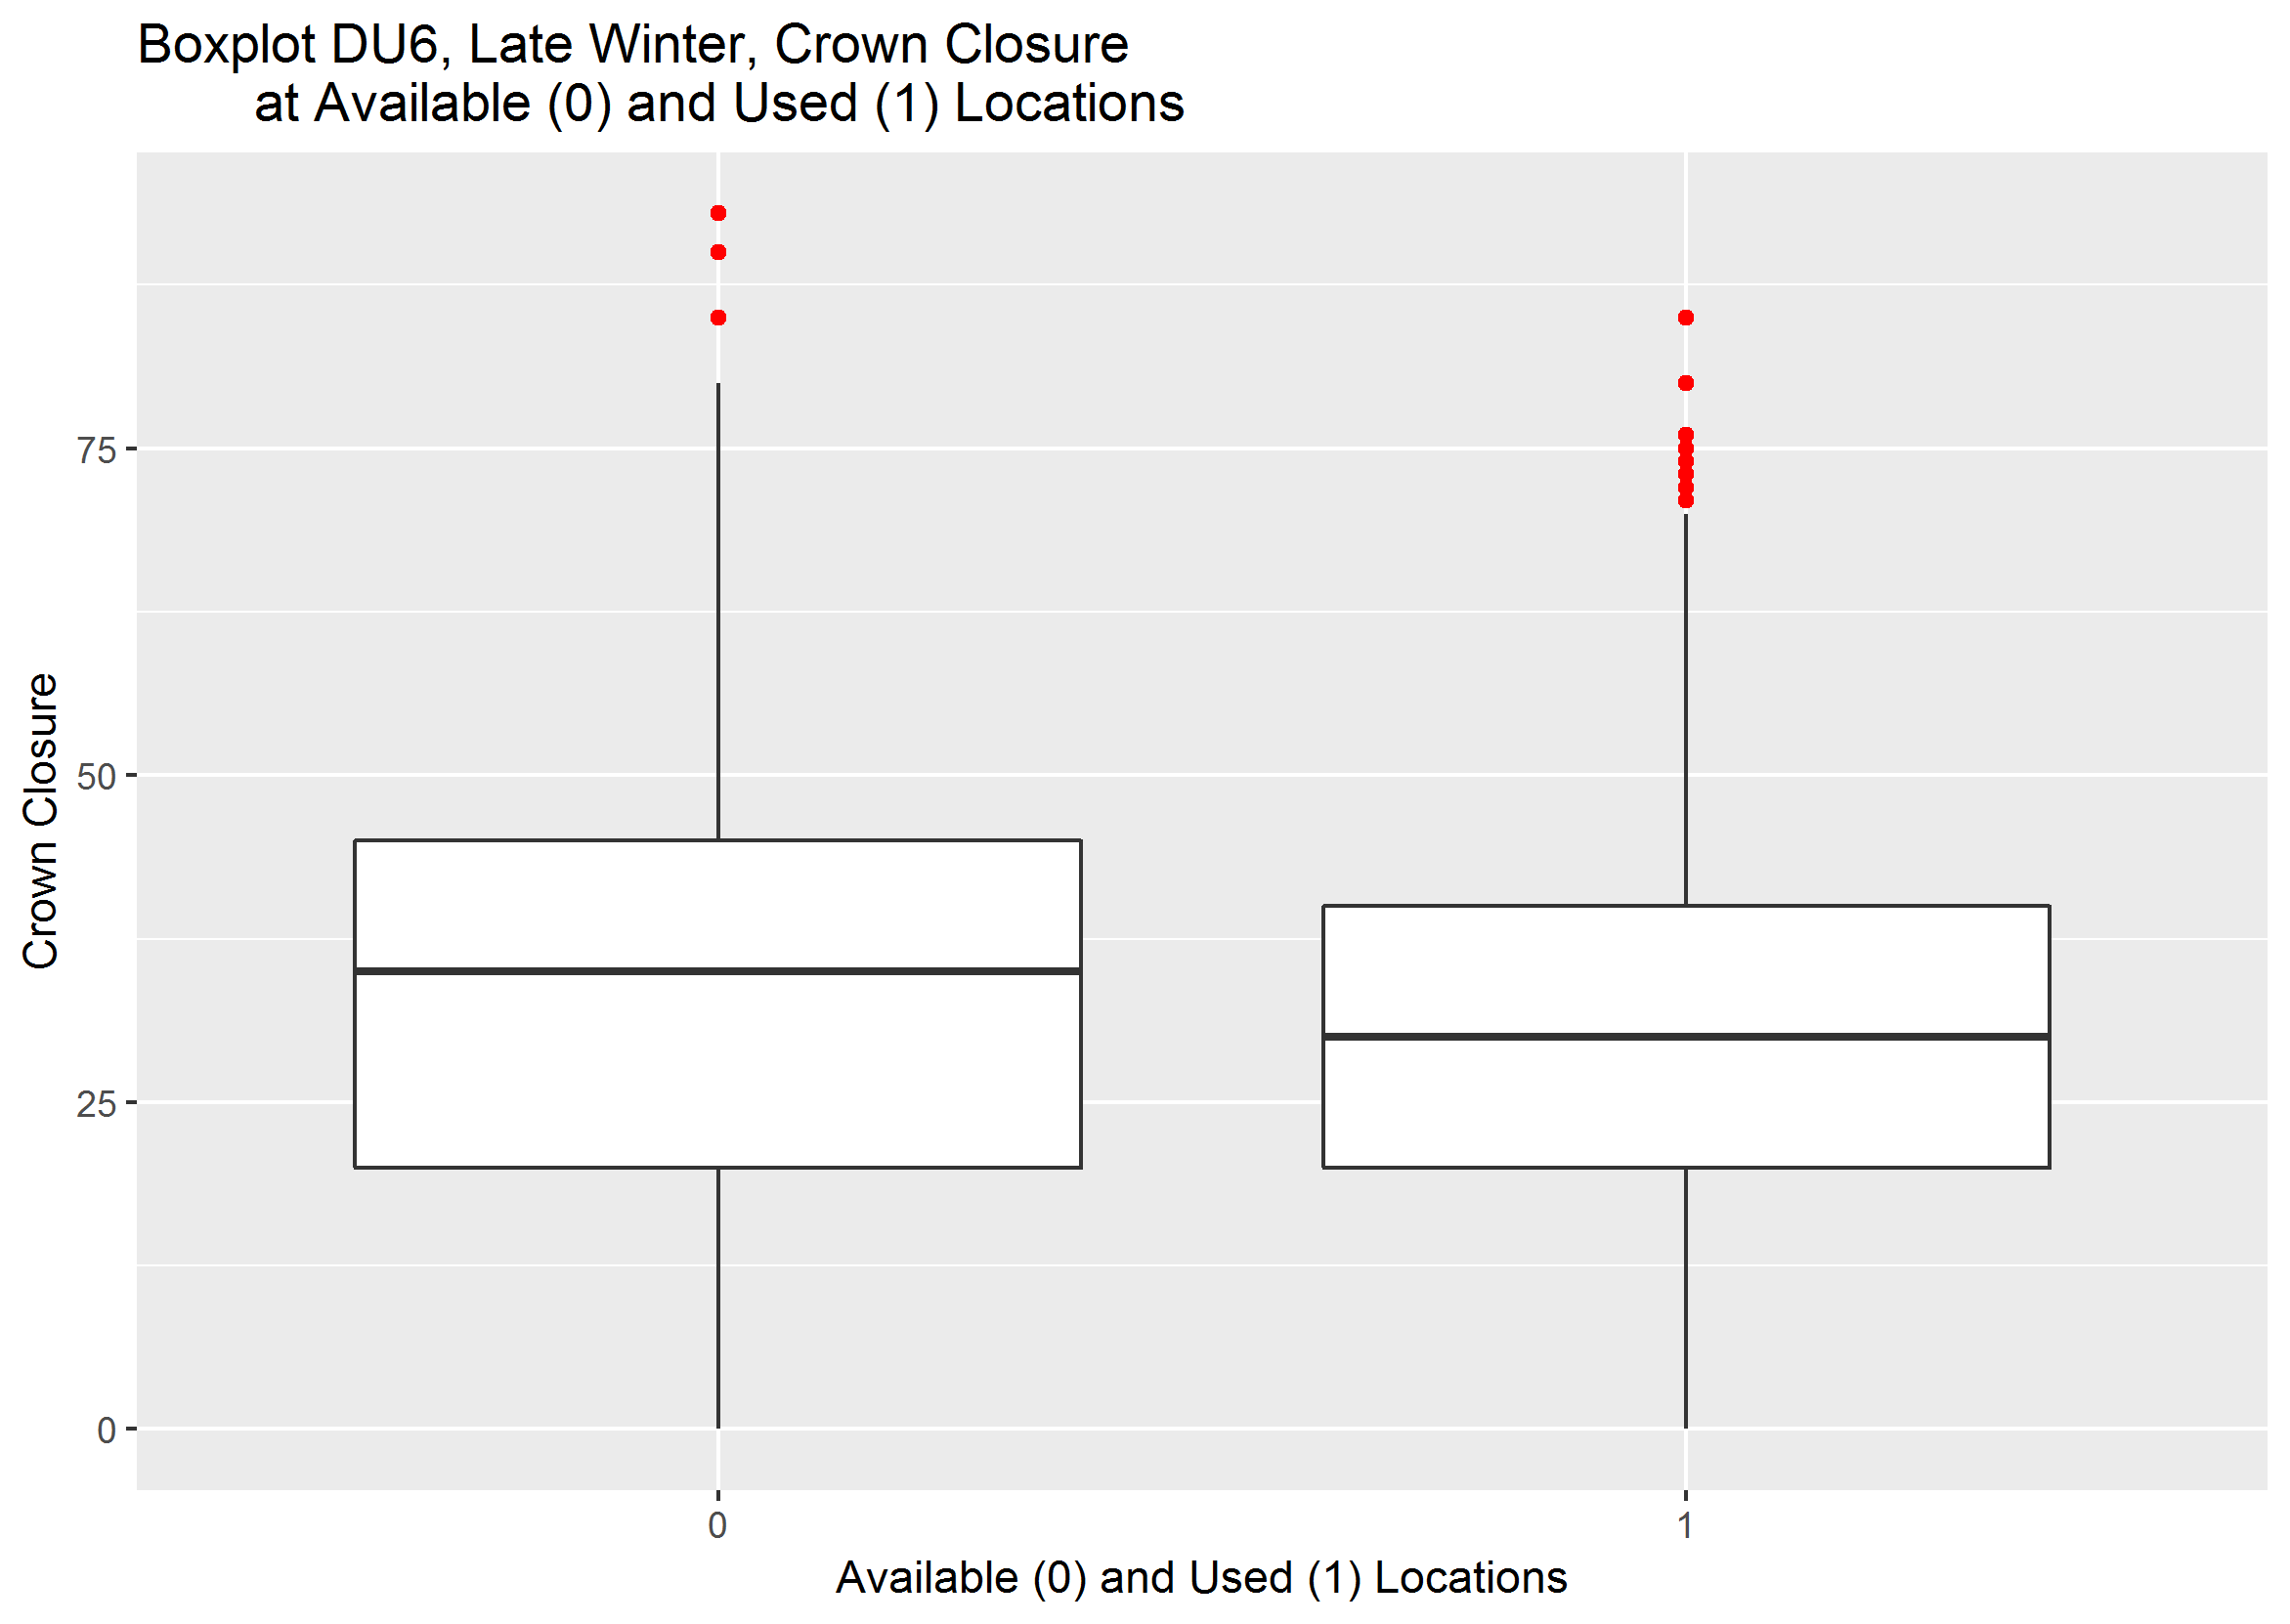 Boxplot DU6, Late Winter, Crown Closure
at Available (0) and Used (1) Locations
Crown Closure
75
50
25
0
0
1
Available (0) and Used (1) Locations